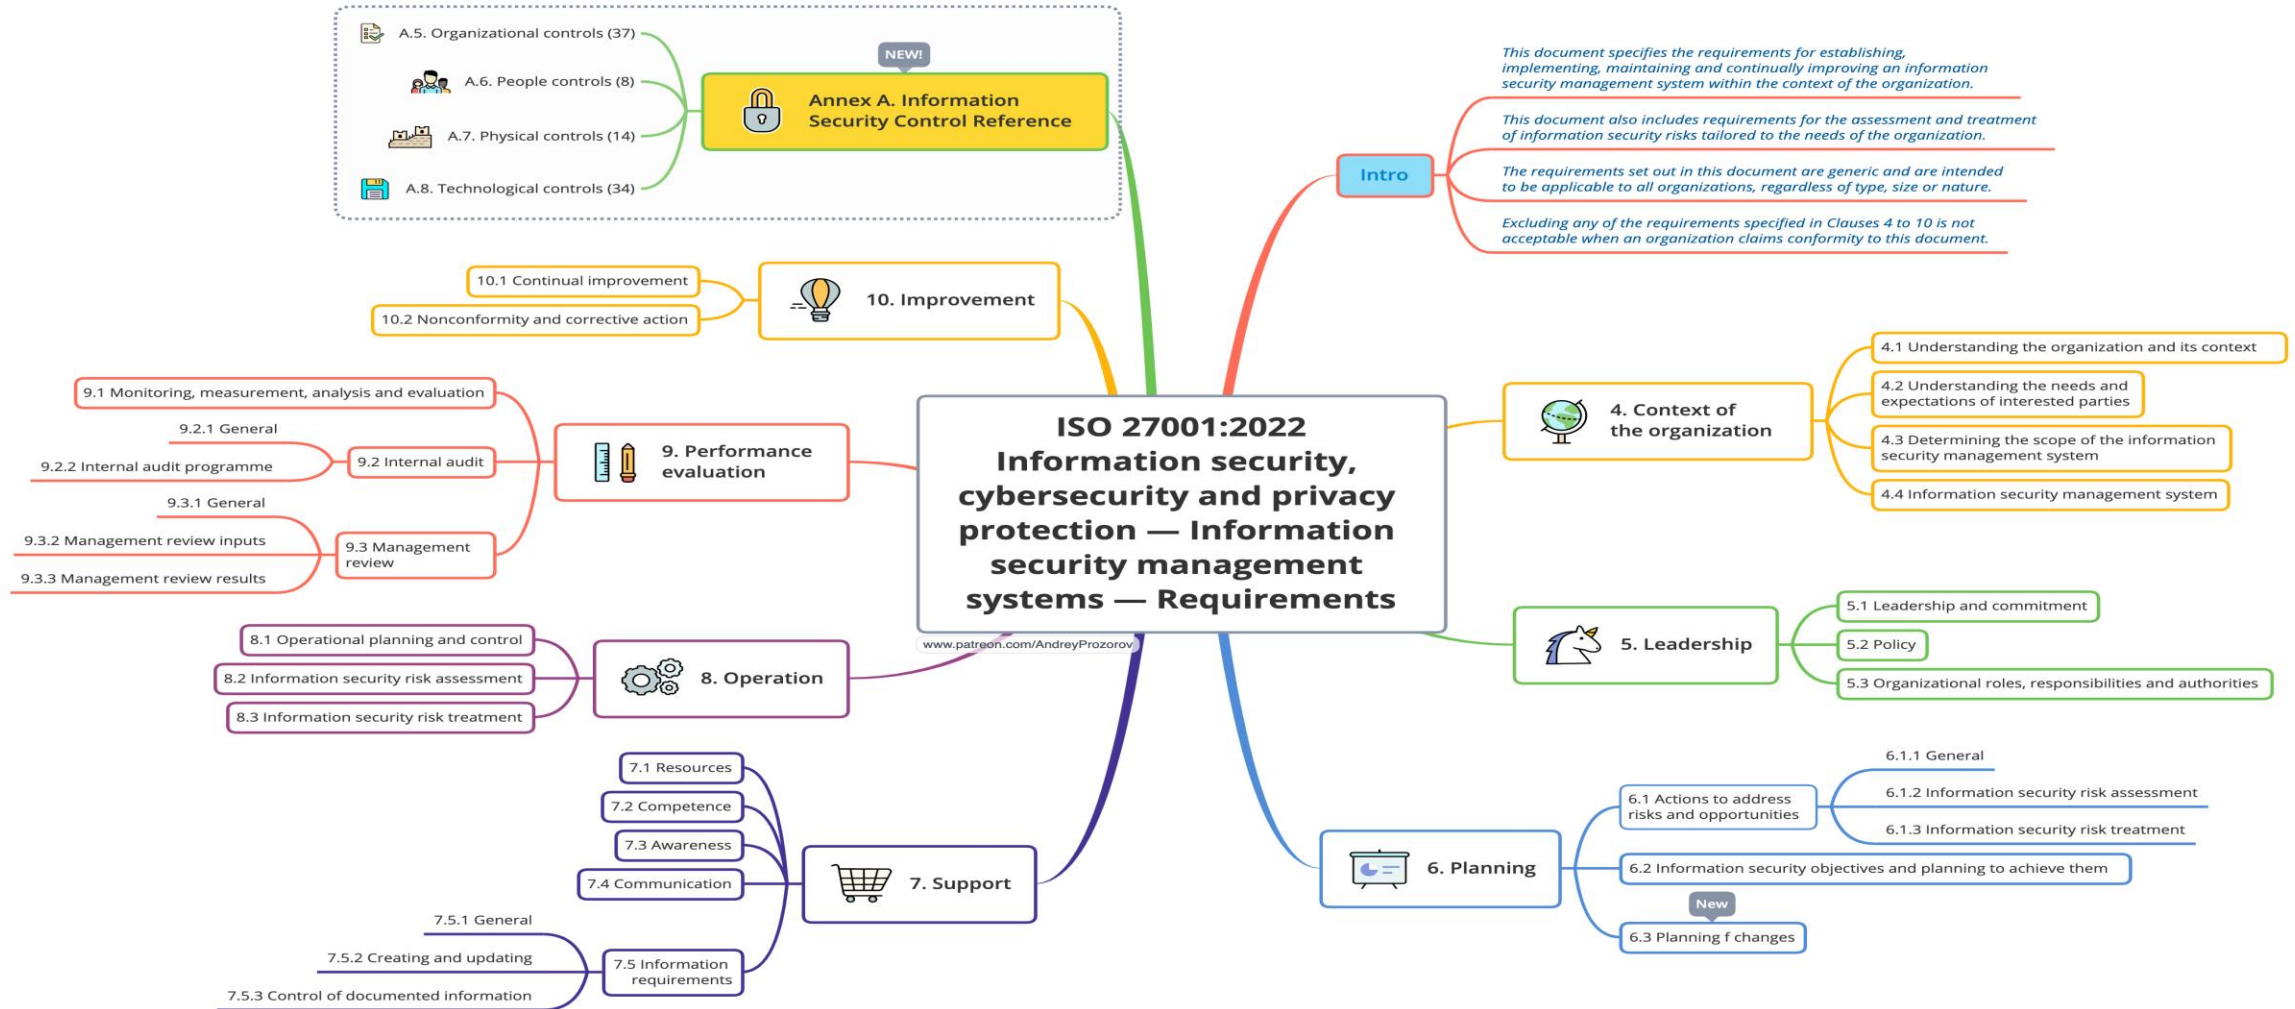 ISO 27001:2022
Information security,
cybersecurity and privacy
protection — Information
security management
systems — Requirements
www.patreon.com/AndreyProzorov
Intro
This document specifies the requirements for establishing,
implementing, maintaining and continually improving an information
security management system within the context of the organization.
This document also includes requirements for the assessment and treatment
of information security risks tailored to the needs of the organization.
The requirements set out in this document are generic and are intended
to be applicable to all organizations, regardless of type, size or nature.
Excluding any of the requirements specified in Clauses 4 to 10 is not
acceptable when an organization claims conformity to this document.
4. Context of
the organization
4.1 Understanding the organization and its context
4.2 Understanding the needs and
expectations of interested parties
4.3 Determining the scope of the information
security management system
4.4 Information security management system
5. Leadership
5.1 Leadership and commitment
5.2 Policy
5.3 Organizational roles, responsibilities and authorities
6. Planning
6.1 Actions to address
risks and opportunities
6.1.1 General
6.1.2 Information security risk assessment
6.1.3 Information security risk treatment
6.2 Information security objectives and planning to achieve them
New
6.3 Planning f changes
7. Support
7.1 Resources
7.2 Competence
7.3 Awareness
7.4 Communication
7.5 Information
requirements
7.5.1 General
7.5.2 Creating and updating
7.5.3 Control of documented information
8. Operation
8.1 Operational planning and control
8.2 Information security risk assessment
8.3 Information security risk treatment
9. Performance
evaluation
9.1 Monitoring, measurement, analysis and evaluation
9.2 Internal audit
9.2.1 General
9.2.2 Internal audit programme
9.3 Management
review
9.3.1 General
9.3.2 Management review inputs
9.3.3 Management review results
10. Improvement
10.1 Continual improvement
10.2 Nonconformity and corrective action
NEW!
Annex A. Information
Security Control Reference
A.5. Organizational controls (37)
A.6. People controls (8)
A.7. Physical controls (14)
A.8. Technological controls (34)